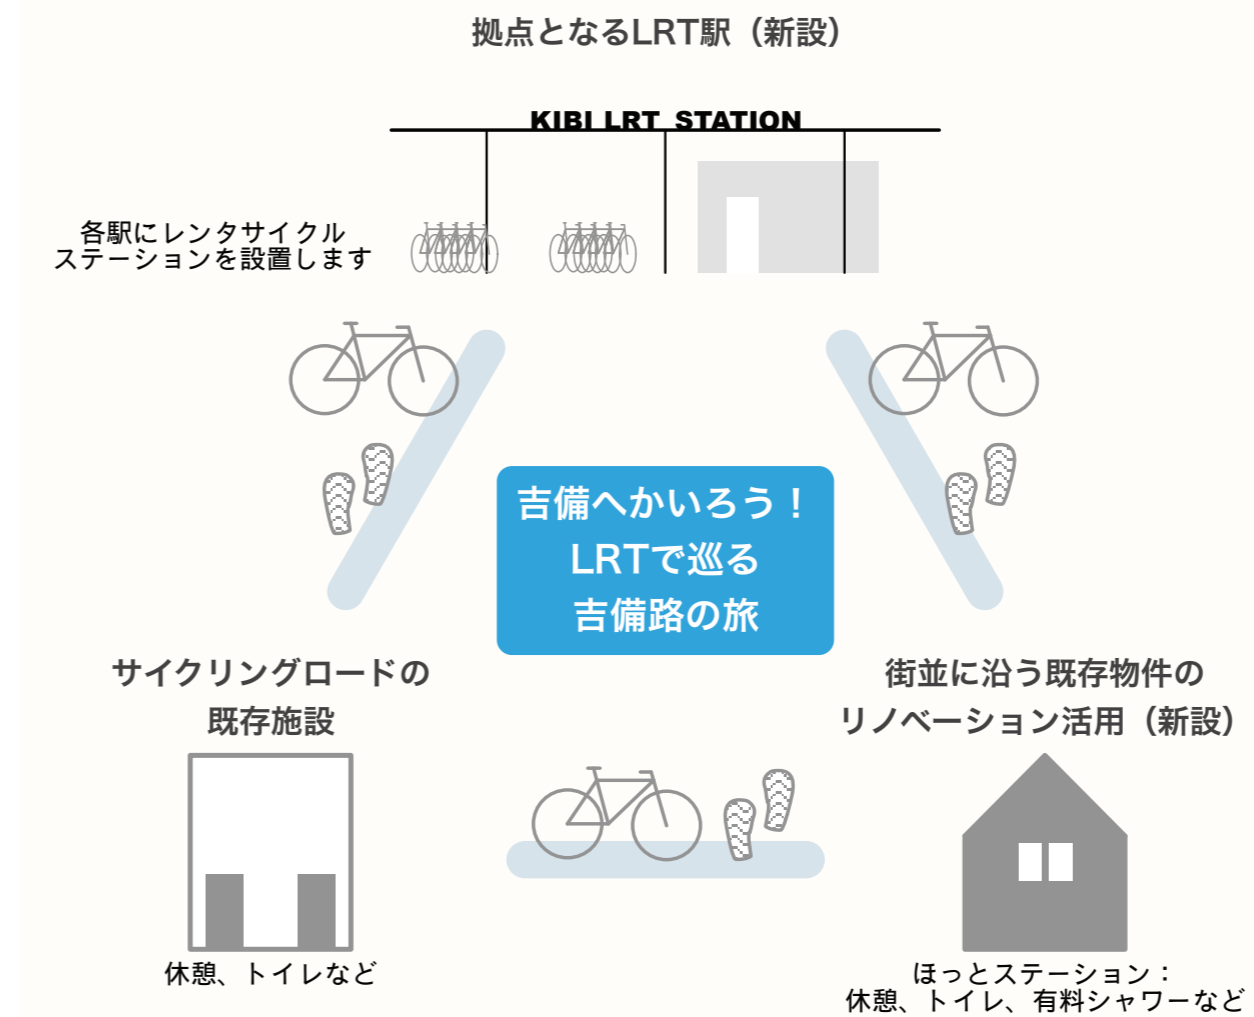 拠点となるLRT駅（新設）
KIBI LRT STATION
各駅にレンタサイクル
ステーションを設置します
吉備へかいろう！
LRTで巡る
吉備路の旅
サイクリングロードの
既存施設
街並に沿う既存物件の
リノベーション活用（新設）
休憩、トイレなど
ほっとステーション：
休憩、トイレ、有料シャワーなど